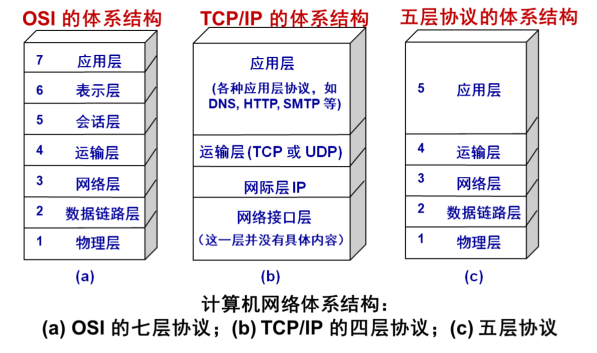 OSI 的体系结构
TCP/IP 的体系结构
五层协议的体系结构
7 应用层
6 表示层
5 会话层
4 运输层
3 网络层
2 数据链路层
1 物理层
(a)
应用层
(各种应用层协议，如
DNS, HTTP, SMTP 等)
运输层 (TCP 或 UDP)
网际层 IP
网络接口层
（这一层并没有具体内容）
(b)
5 应用层
4 运输层
3 网络层
2 数据链路层
1 物理层
(c)
计算机网络体系结构：
(a) OSI 的七层协议；(b) TCP/IP 的四层协议；(c) 五层协议